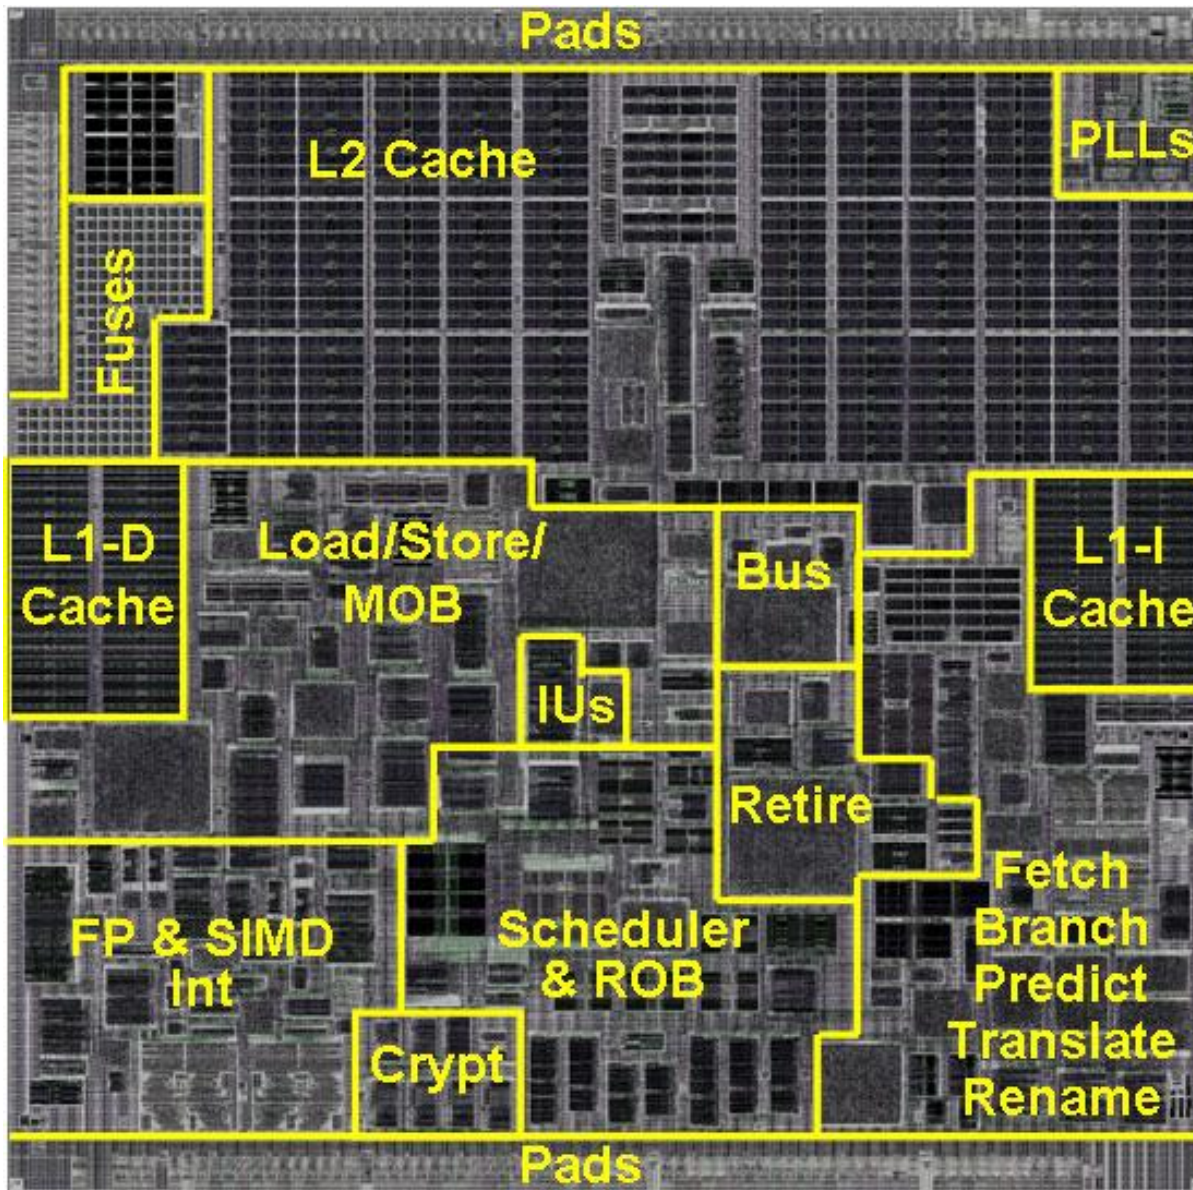 Pads
L2 Cache
PLLs
Fuses
L1-D
Cache
Load/Store/
MOB
Bus
L1-I
Cache
IUs
Retire
FP & SIMD
Int
Scheduler
& ROB
Fetch
Branch
Predict
Translate
Rename
Crypt
Pads